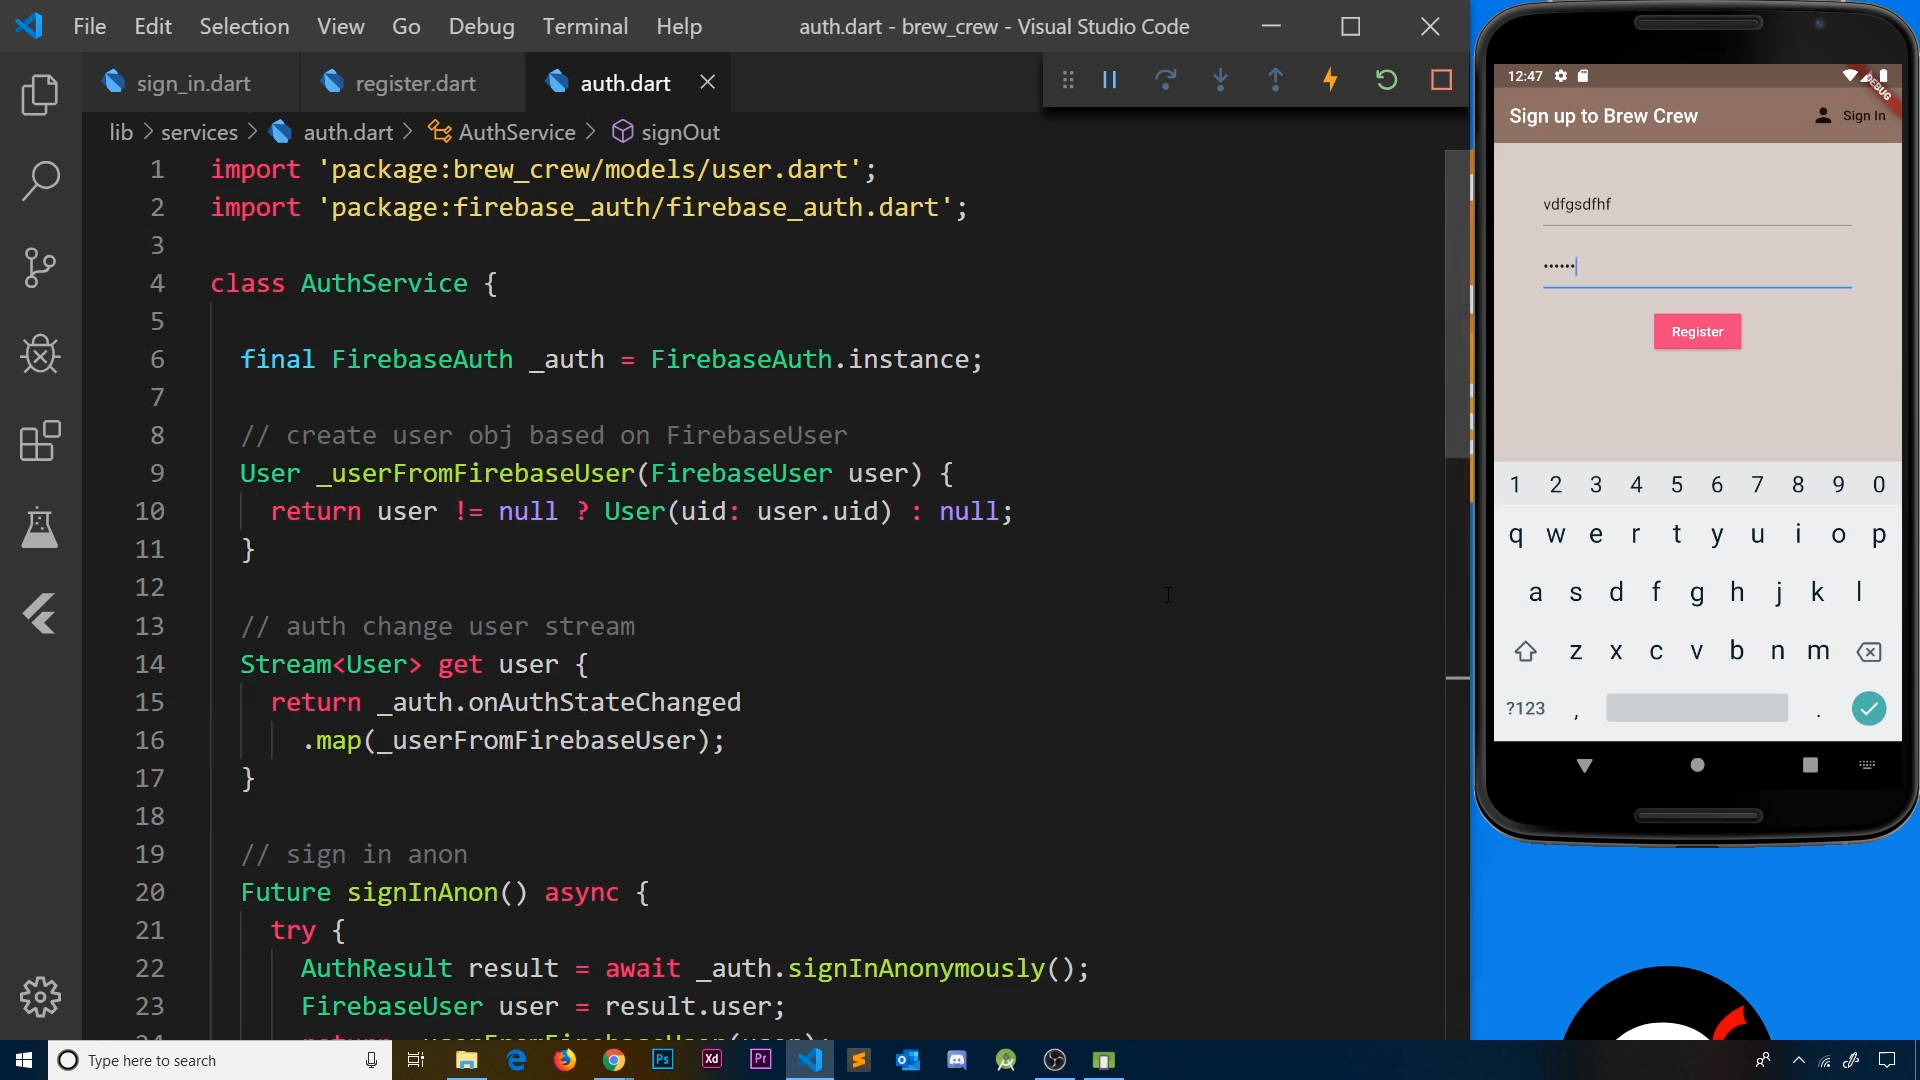 File Edit Selection View Go Debug Terminal Help auth.dart - brew_crew - Visual Studio Code
sign_in.dart register.dart auth.dart
lib > services > auth.dart > AuthService > signOut
1 import 'package:brew_crew/models/user.dart';
2 import 'package:firebase_auth/firebase_auth.dart';
3
4 class AuthService {
5
6 final FirebaseAuth _auth = FirebaseAuth.instance;
7
8 // create user obj based on FirebaseUser
9 User _userFromFirebaseUser(FirebaseUser user) {
10 return user != null ? User(uid: user.uid) : null;
11 }
12
13 // auth change user stream
14 Stream<User> get user {
15 return _auth.onAuthStateChanged
16 .map(_userFromFirebaseUser);
17 }
18
19 // sign in anon
20 Future signInAnon() async {
21 try {
22 AuthResult result = await _auth.signInAnonymously();
23 FirebaseUser user = result.user;
12:47
DEBUG
Sign up to Brew Crew Sign In
vdfgsdfhf
••••••
Register
1 2 3 4 5 6 7 8 9 0
q w e r t y u i o p
a s d f g h j k l
z x c v b n m
?123 , .
Type here to search
Ps Xd Pr